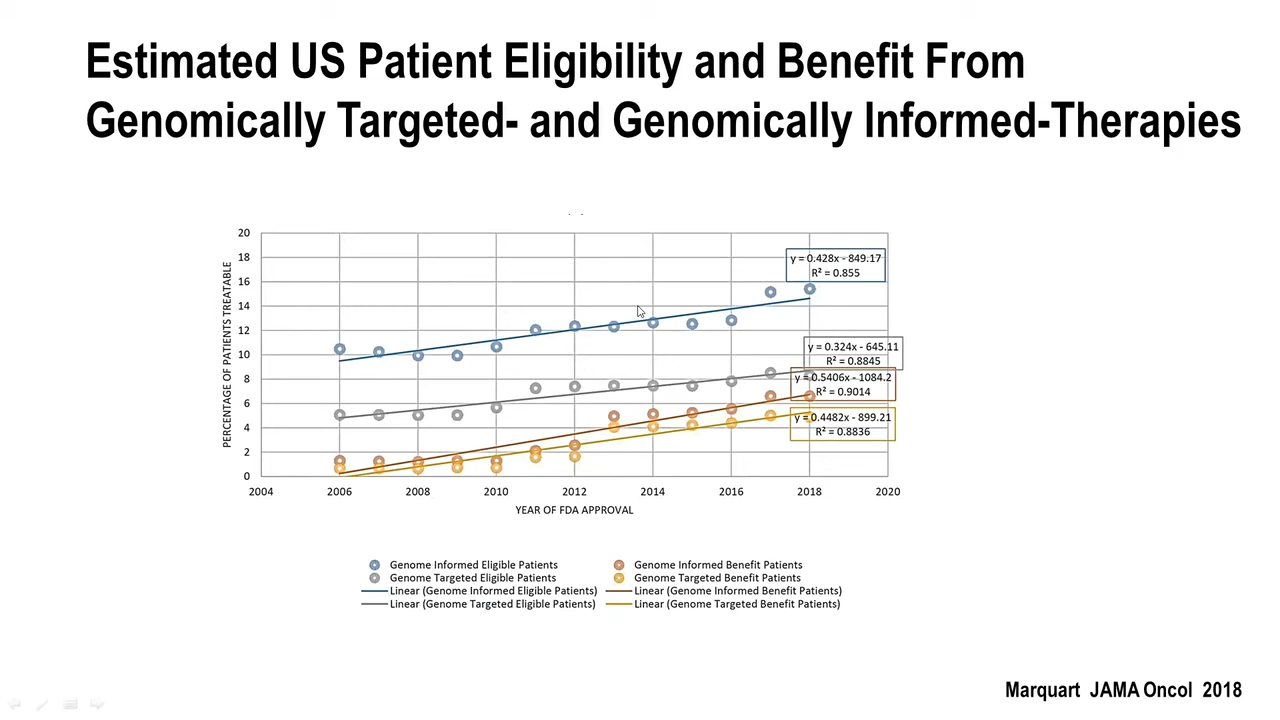 Estimated US Patient Eligibility and Benefit From
Genomically Targeted- and Genomically Informed-Therapies
PERCENTAGE OF PATIENTS TREATABLE
20
18
16
14
12
10
8
6
4
2
0
y = 0.428x - 849.17
R² = 0.855
y = 0.324x - 645.11
R² = 0.8845
y = 0.5406x - 1084.2
R² = 0.9014
y = 0.4482x - 899.21
R² = 0.8836
2004 2006 2008 2010 2012 2014 2016 2018 2020
YEAR OF FDA APPROVAL
Genome Informed Eligible Patients Genome Informed Benefit Patients
Genome Targeted Eligible Patients Genome Targeted Benefit Patients
Linear (Genome Informed Eligible Patients) Linear (Genome Informed Benefit Patients)
Linear (Genome Targeted Eligible Patients) Linear (Genome Targeted Benefit Patients)
Marquart JAMA Oncol 2018